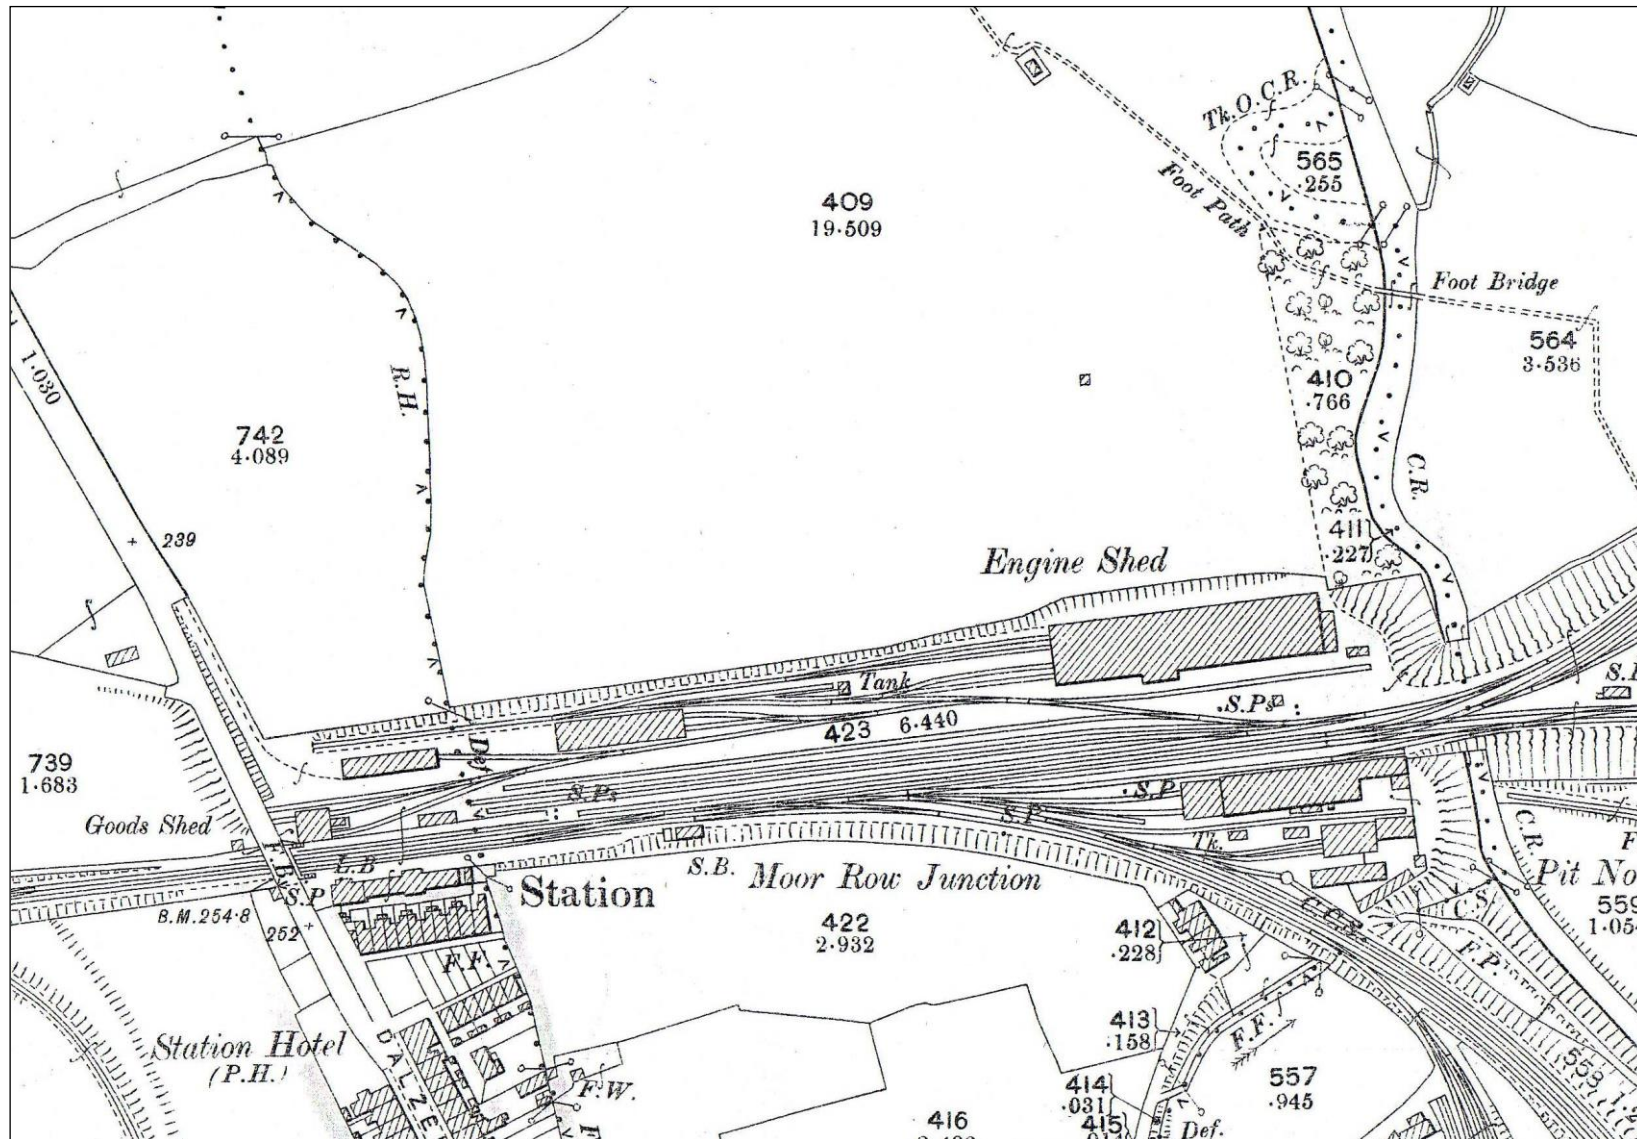 Tk. O. C. R.
565
.255
409
19.509
Foot Path
Foot Bridge
564
3.536
1.030
R.H.
742
4.089
410
.766
C.R.
239
411
.227
Engine Shed
Tank
S.Ps
423 6.440
Def
739
1.683
S.Ps
S.P
S.P
Goods Shed
F.B.
L.B
S.P
Tk.
C.R.
S.B. Moor Row Junction
Station
Pit No
B.M. 254.8
252
422
2.932
412
.228
C.S.
559
F.P.
F.F.
413
.158
F.F.
Station Hotel
(P.H.)
DALZE
F.W.
414
.031
415
557
.945
416
Def.